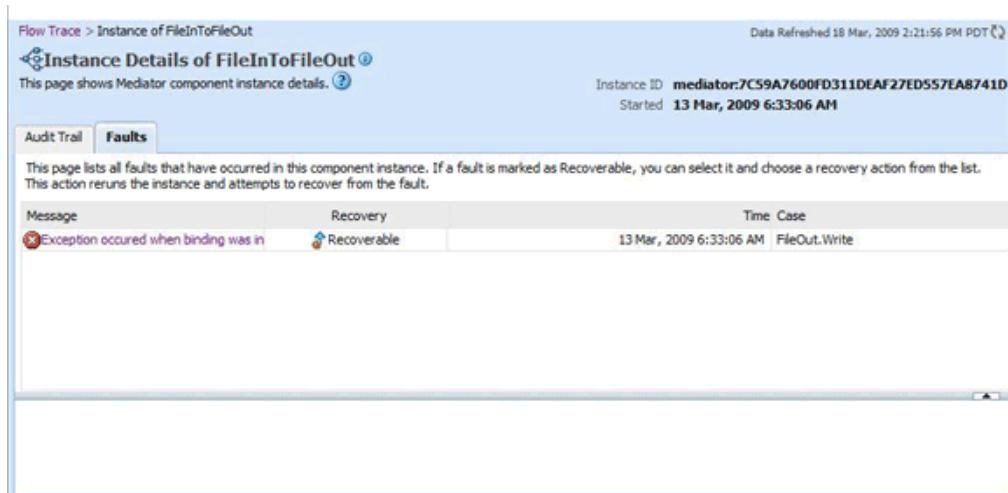 Flow Trace > Instance of FileInToFileOut
Data Refreshed 18 Mar, 2009 2:21:56 PM PDT
Instance Details of FileInToFileOut
This page shows Mediator component instance details.
Instance ID mediator:7C59A7600FD311DEAF27ED557EA8741D
Started 13 Mar, 2009 6:33:06 AM
Audit Trail Faults
This page lists all faults that have occurred in this component instance. If a fault is marked as Recoverable, you can select it and choose a recovery action from the list.
This action reruns the instance and attempts to recover from the fault.
Message Recovery Time Case
Exception occured when binding was in Recoverable 13 Mar, 2009 6:33:06 AM FileOut.Write